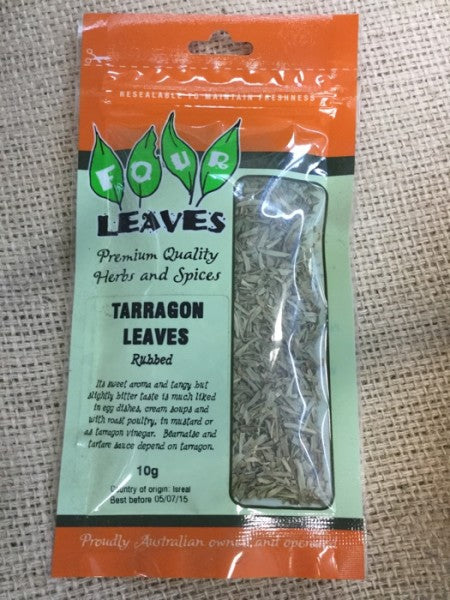 RESEALABLE TO MAINTAIN FRESHNESS
FOUR
LEAVES
Premium Quality
Herbs and Spices
TARRAGON
LEAVES
Rubbed
Its sweet aroma and tangy but
slightly bitter taste is much liked
in egg dishes, cream soups and
with roast poultry, in mustard or
as tarragon vinegar. Béarnaise and
tartare sauce depend on tarragon.
10g
Country of origin: Isreal
Best before 05/07/15
Proudly Australian owned and